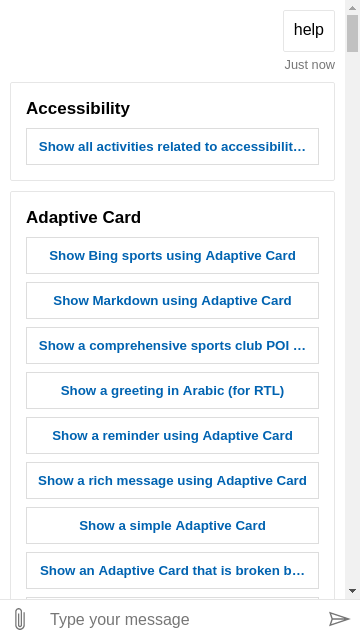 help
Just now
Accessibility
Show all activities related to accessibilit…
Adaptive Card
Show Bing sports using Adaptive Card
Show Markdown using Adaptive Card
Show a comprehensive sports club POI …
Show a greeting in Arabic (for RTL)
Show a reminder using Adaptive Card
Show a rich message using Adaptive Card
Show a simple Adaptive Card
Show an Adaptive Card that is broken b…
Type your message